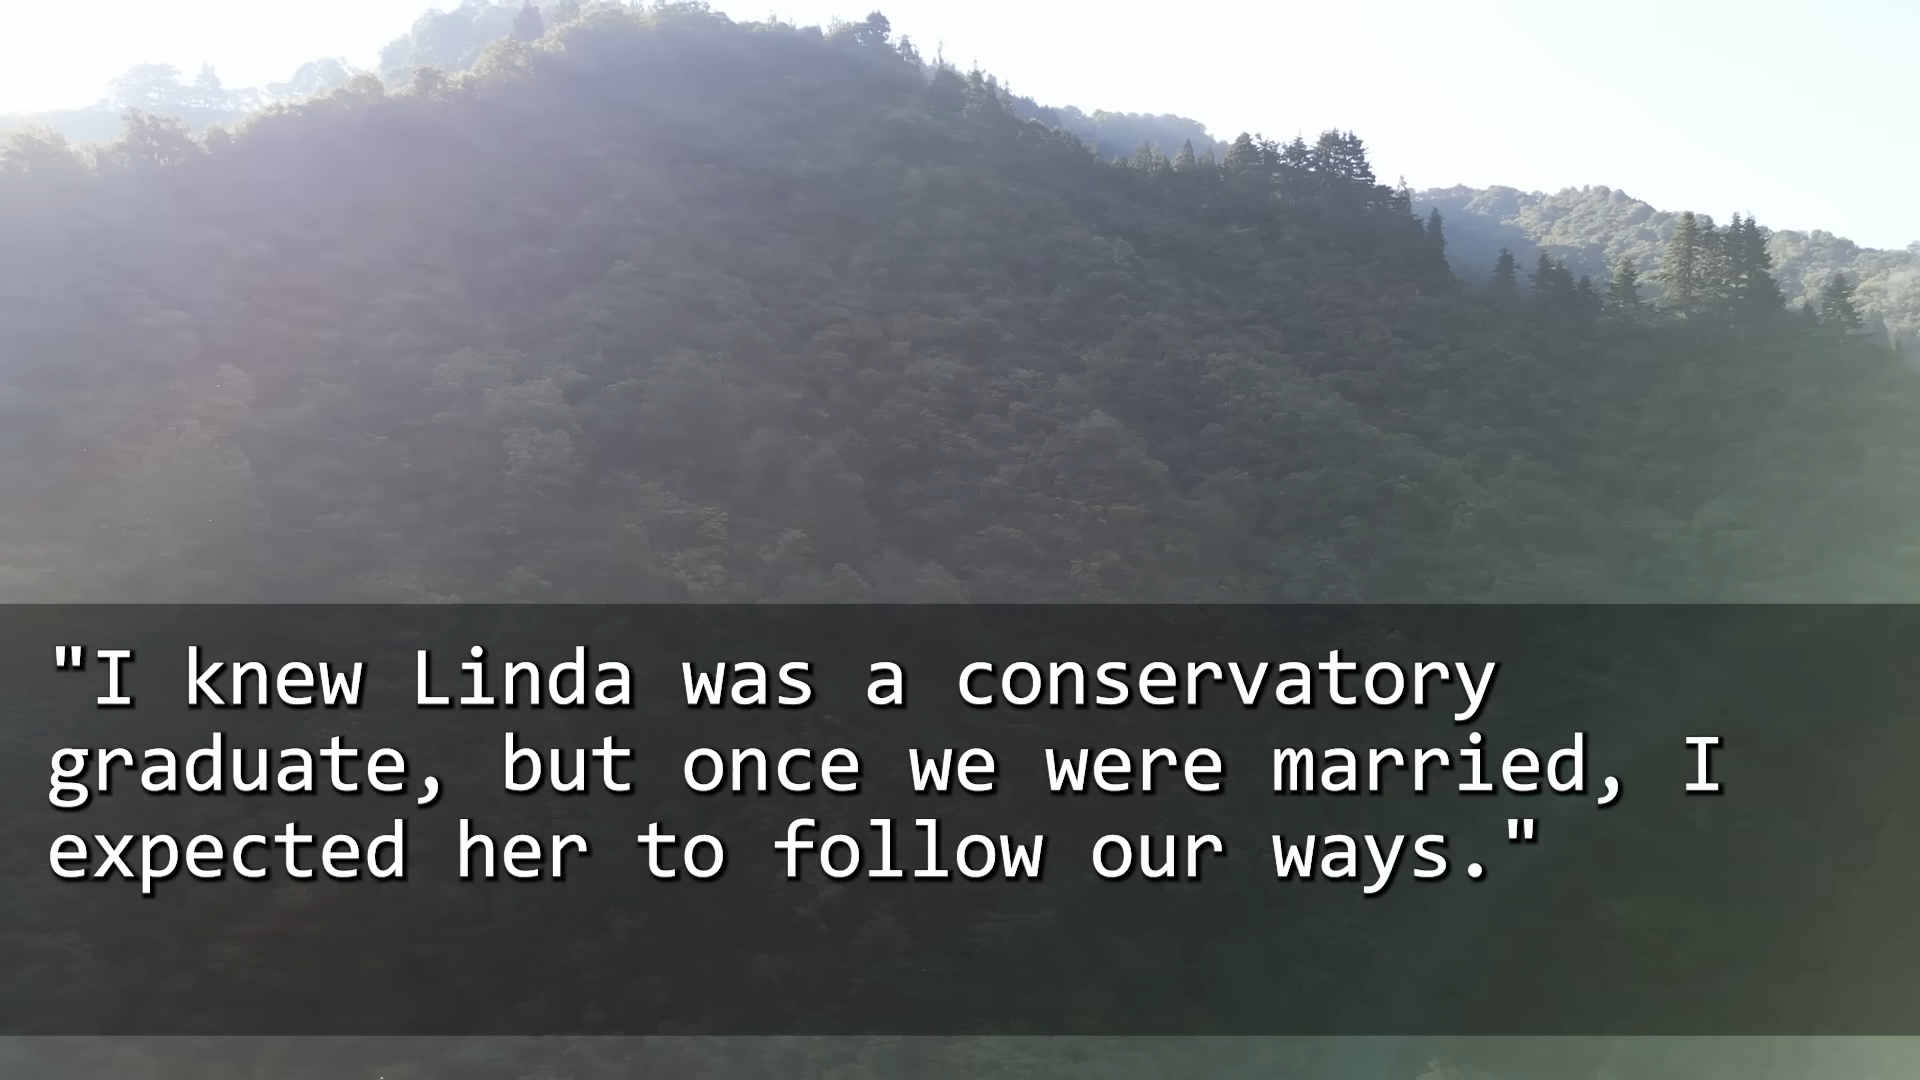 "I knew Linda was a conservatory
graduate, but once we were married, I
expected her to follow our ways."